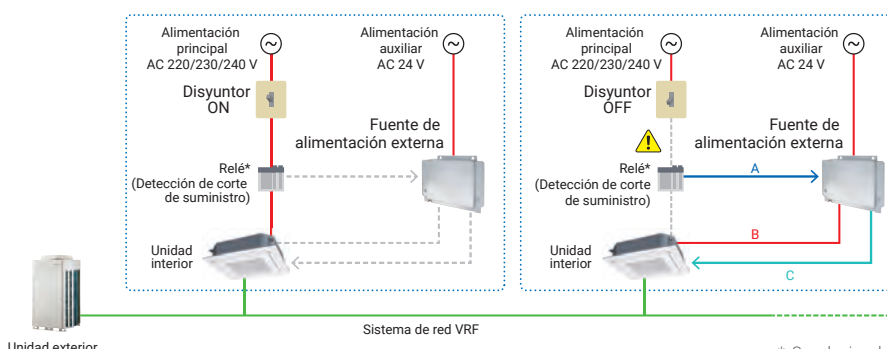 Alimentación
principal
AC 220/230/240 V
Alimentación
auxiliar
AC 24 V
Disyuntor
ON
Fuente de
alimentación externa
Relé*
(Detección de corte
de suministro)
Unidad
interior
Alimentación
principal
AC 220/230/240 V
Alimentación
auxiliar
AC 24 V
Disyuntor
OFF
Fuente de
alimentación externa
Relé*
(Detección de corte
de suministro)
A
B
C
Unidad
interior
Sistema de red VRF
Unidad exterior